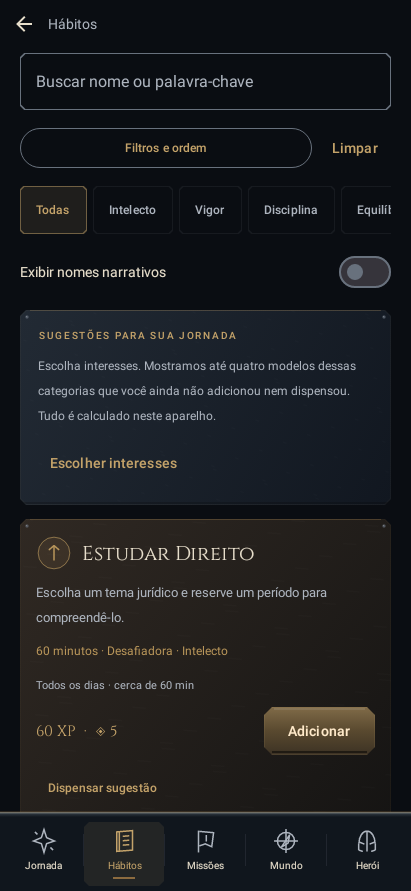 Hábitos
Buscar nome ou palavra-chave
Filtros e ordem
Limpar
Todas
Intelecto
Vigor
Disciplina
Equilíb
Exibir nomes narrativos
SUGESTÕES PARA SUA JORNADA
Escolha interesses. Mostramos até quatro modelos dessas
categorias que você ainda não adicionou nem dispensou.
Tudo é calculado neste aparelho.
Escolher interesses
Estudar Direito
Escolha um tema jurídico e reserve um período para
compreendê-lo.
60 minutos · Desafiadora · Intelecto
Todos os dias · cerca de 60 min
60 XP · 5
Adicionar
Dispensar sugestão
Jornada
Hábitos
Missões
Mundo
Herói